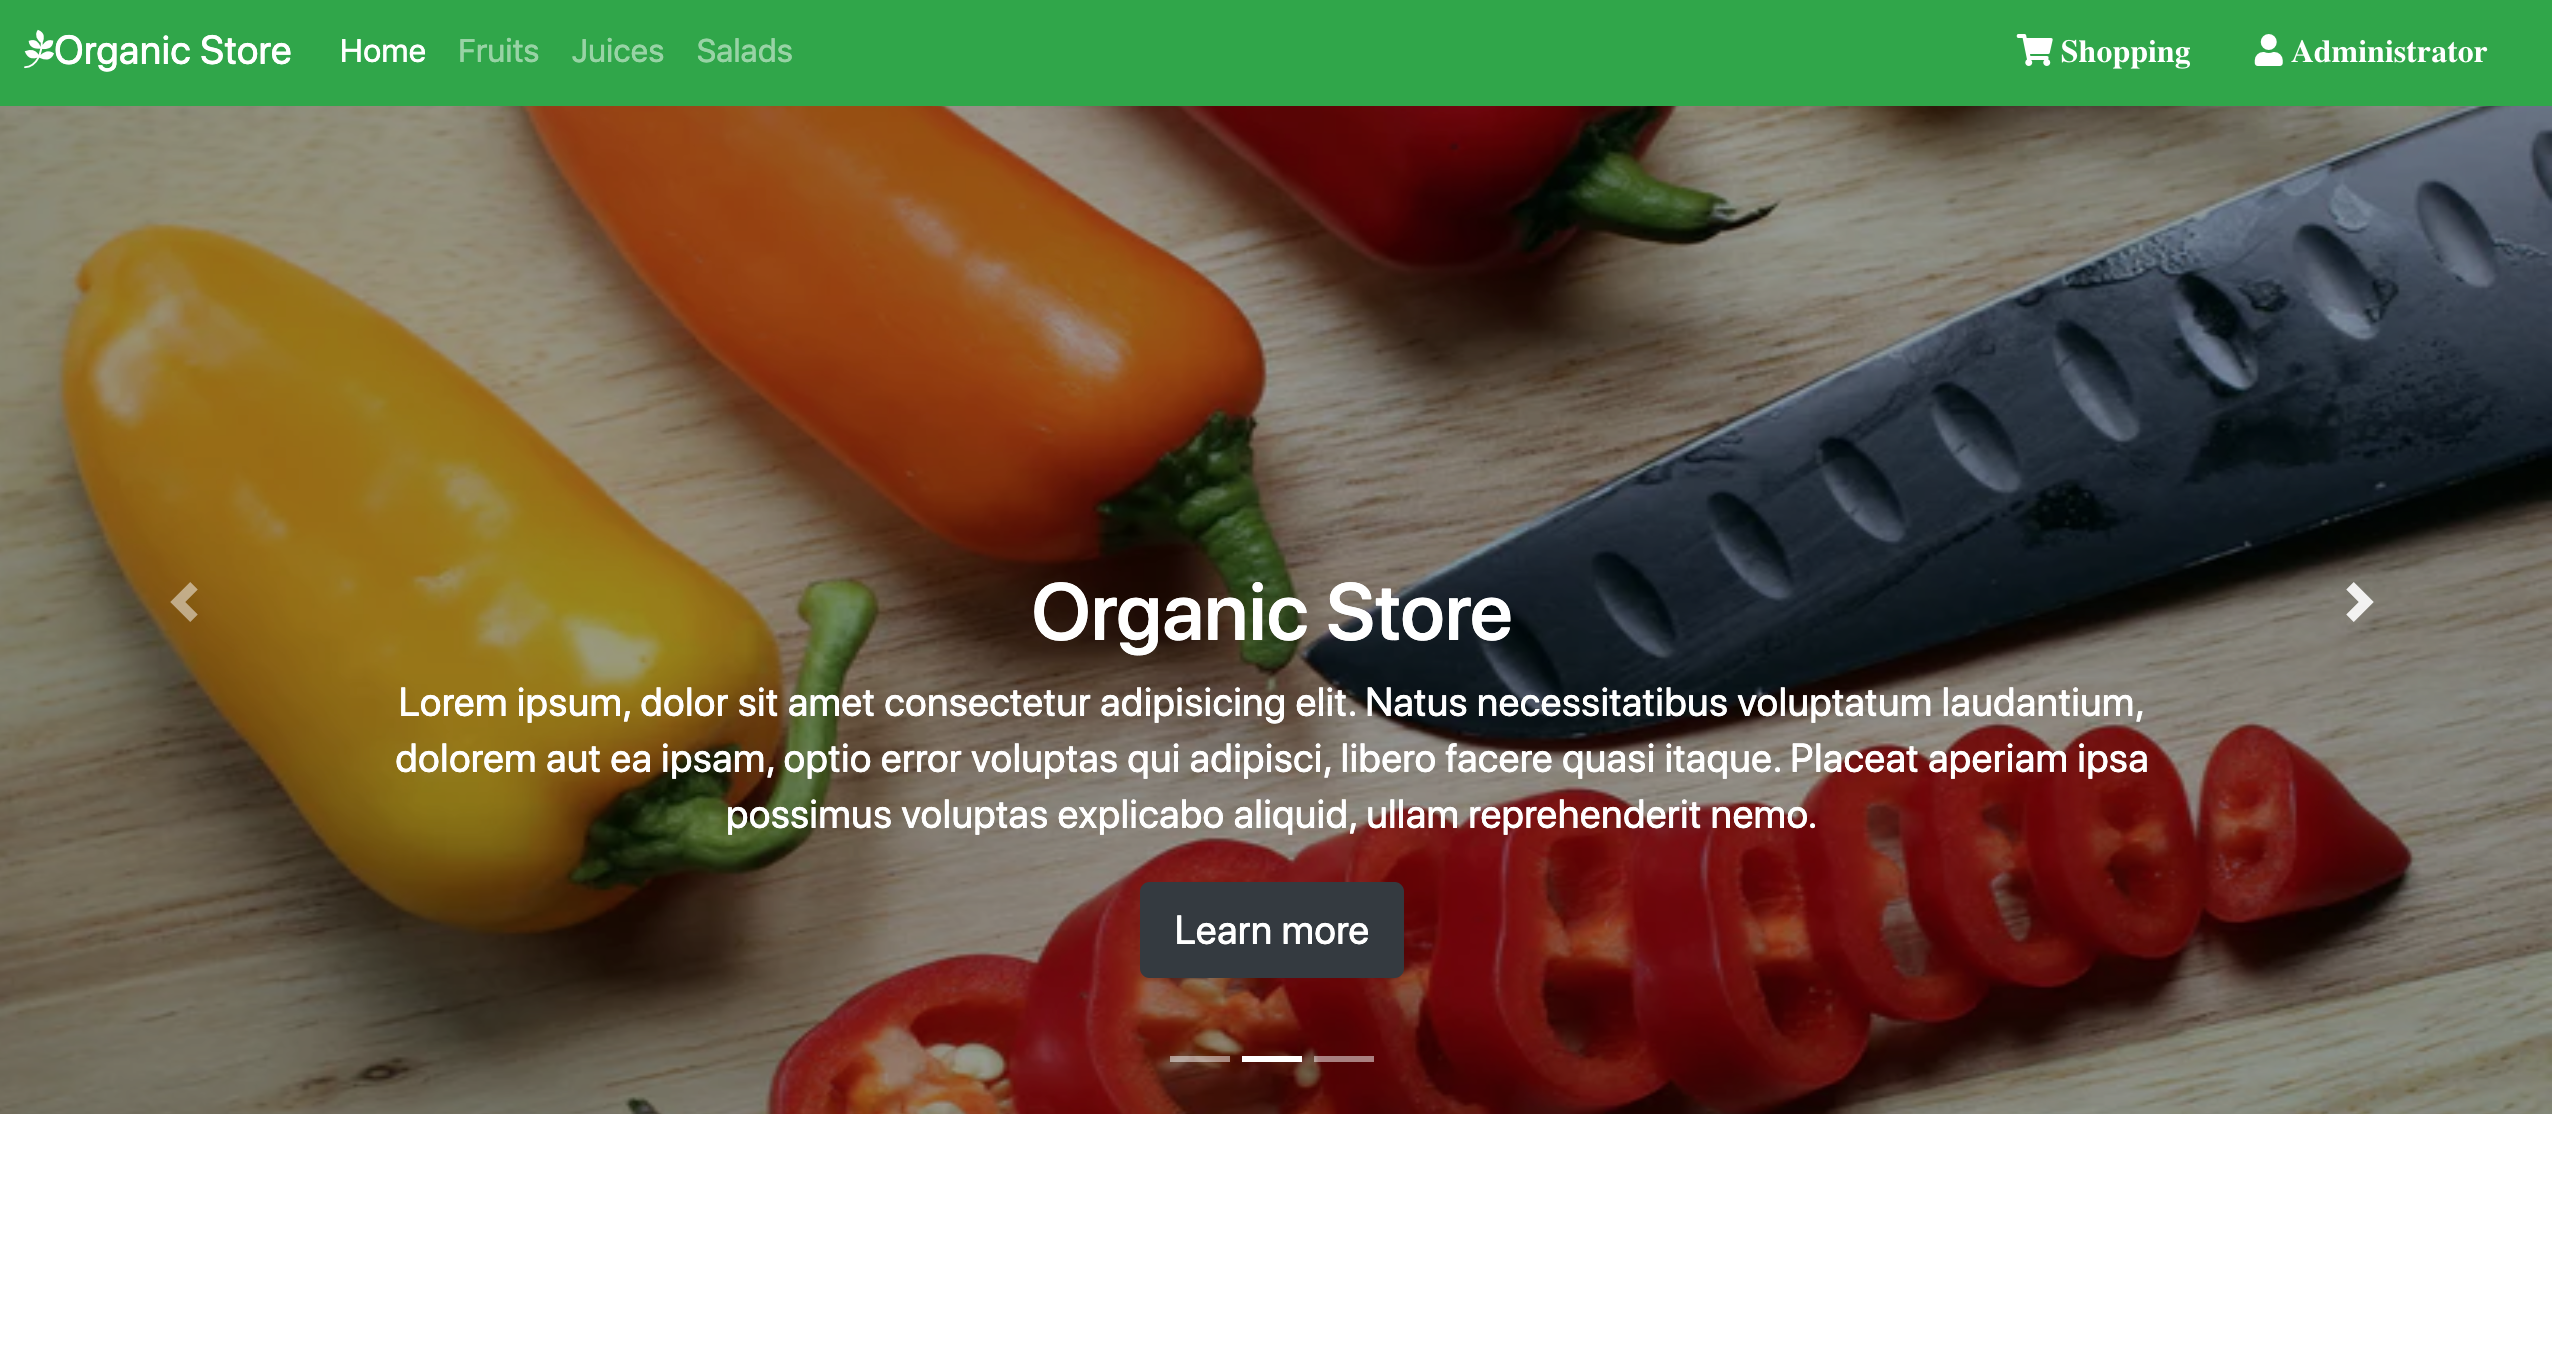 Organic Store Home Fruits Juices Salads Shopping Administrator
Organic Store
Lorem ipsum, dolor sit amet consectetur adipisicing elit. Natus necessitatibus voluptatum laudantium,
dolorem aut ea ipsam, optio error voluptas qui adipisci, libero facere quasi itaque. Placeat aperiam ipsa
possimus voluptas explicabo aliquid, ullam reprehenderit nemo.
Learn more